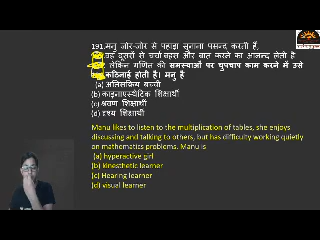 191.मनु जोर-जोर से पहाड़ा सुनाना पसन्द करती है,
वह दूसरों से चर्चा बहस और बात करने का आनन्द लेती है
लेकिन गणित की समस्याओं पर चुपचाप काम करने में उसे
कठिनाई होती है। मनु है
(a) अतिसक्रिय बच्ची
(b) काइनाएस्थैटिक शिक्षार्थी
(c) श्रवण शिक्षार्थी
(d) दृश्य शिक्षार्थी
Manu likes to listen to the multiplication of tables, she enjoys
discussing and talking to others, but has difficulty working quietly
on mathematics problems. Manu is
(a) hyperactive girl
(b) kinesthetic learner
(c) Hearing learner
(d) visual learner